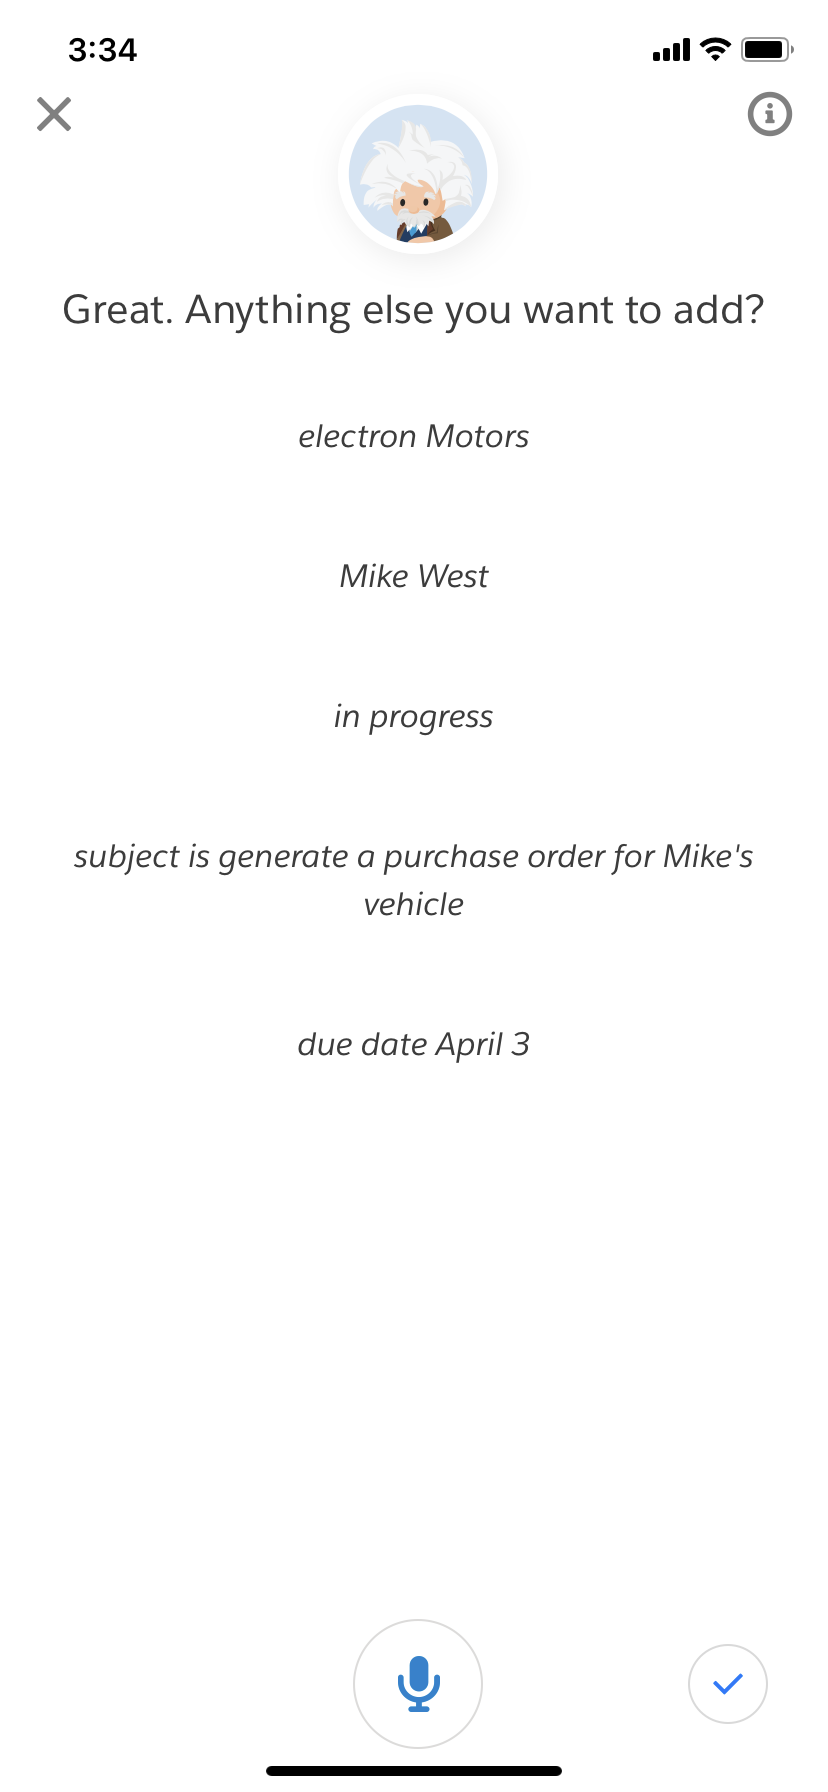 3:34
Great. Anything else you want to add?
electron Motors
Mike West
in progress
subject is generate a purchase order for Mike's
vehicle
due date April 3